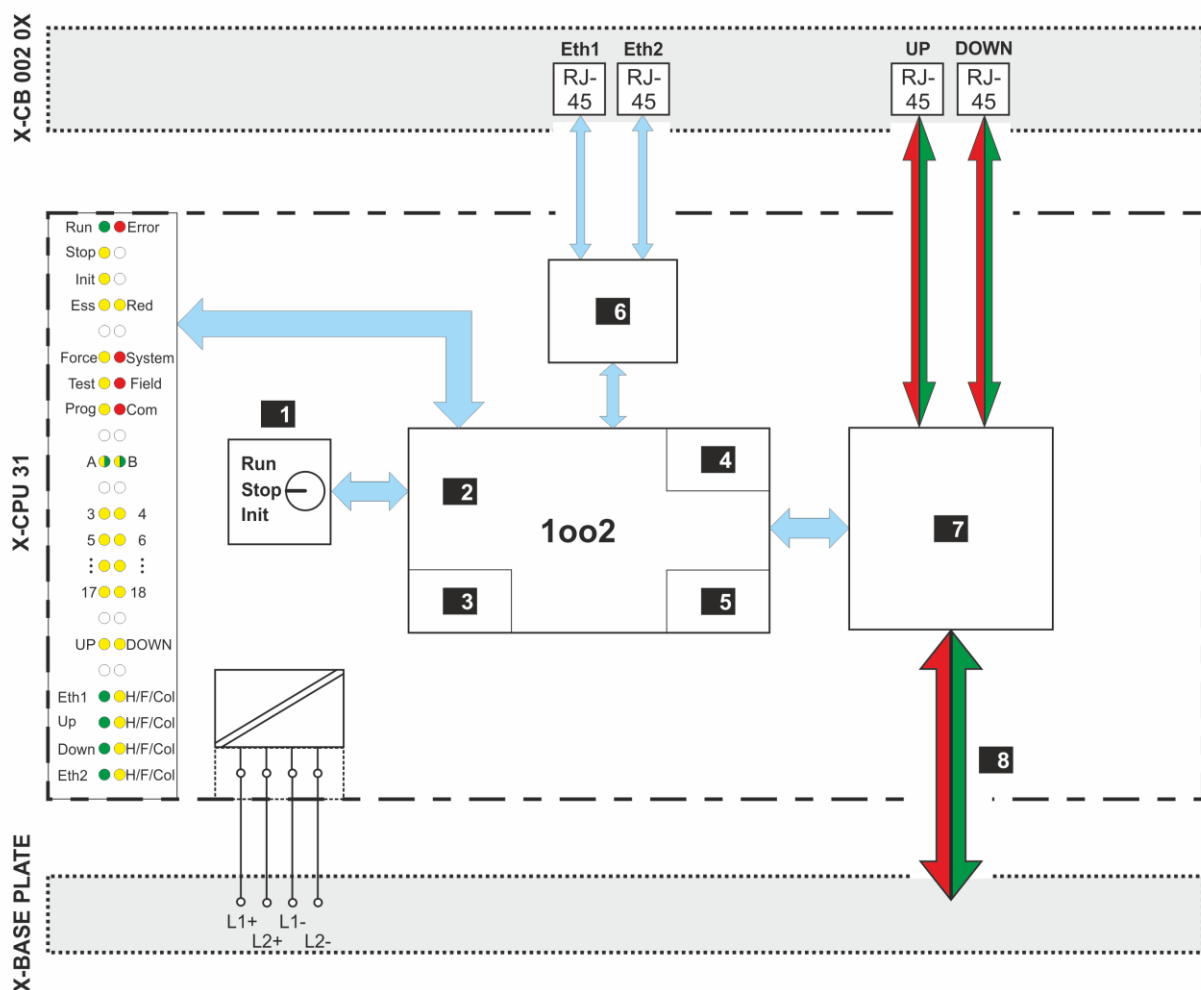 X-CB 002 0X
Eth1 Eth2 UP DOWN
RJ-
45
RJ-
45
RJ-
45
RJ-
45
X-CPU 31
Run Error
Stop
Init
Ess Red
Force System
Test Field
Prog Com
A B
3 4
5 6
⋮ ⋮
17 18
UP DOWN
Eth1 H/F/Col
Up H/F/Col
Down H/F/Col
Eth2 H/F/Col
1
Run
Stop
Init
6
2
1oo2
4
3
5
7
8
L1+ L1-
L2+ L2-
X-BASE PLATE